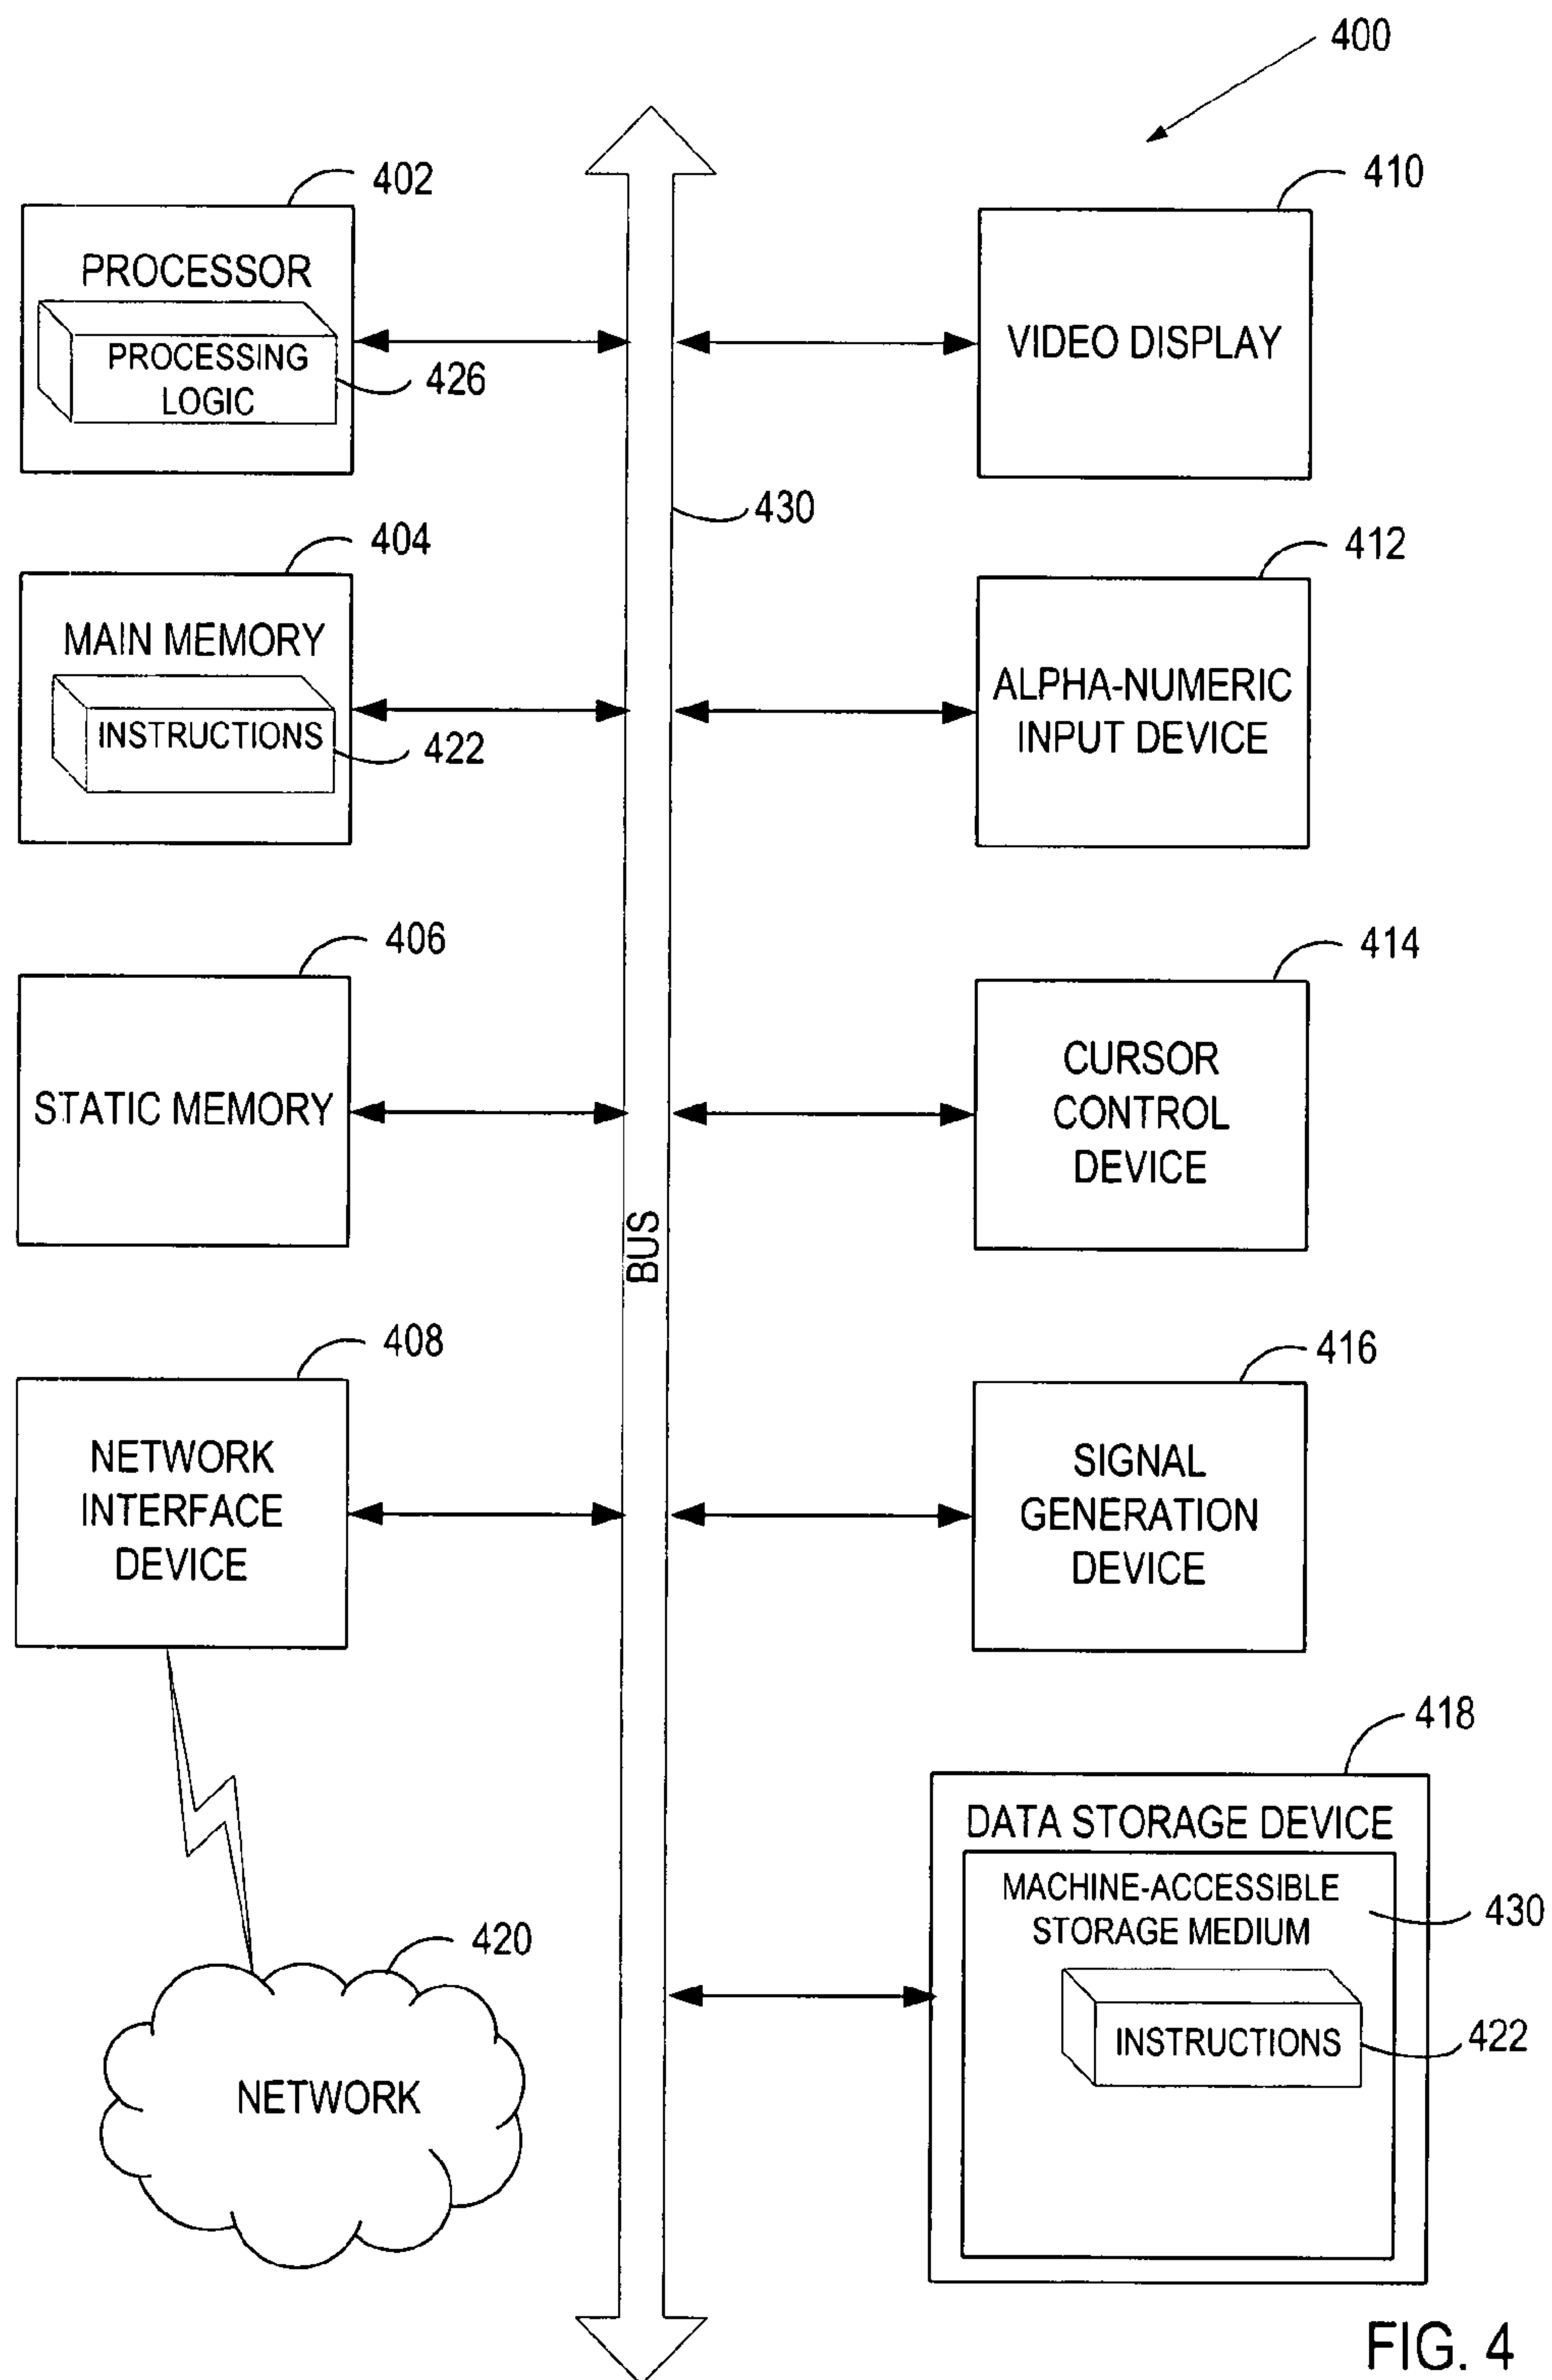 400
402
PROCESSOR
PROCESSING
LOGIC
426
410
VIDEO DISPLAY
430
404
MAIN MEMORY
INSTRUCTIONS
422
412
ALPHA-NUMERIC
INPUT DEVICE
406
STATIC MEMORY
414
CURSOR
CONTROL
DEVICE
BUS
408
NETWORK
INTERFACE
DEVICE
416
SIGNAL
GENERATION
DEVICE
418
DATA STORAGE DEVICE
MACHINE-ACCESSIBLE
STORAGE MEDIUM
430
INSTRUCTIONS
422
420
NETWORK
FIG. 4